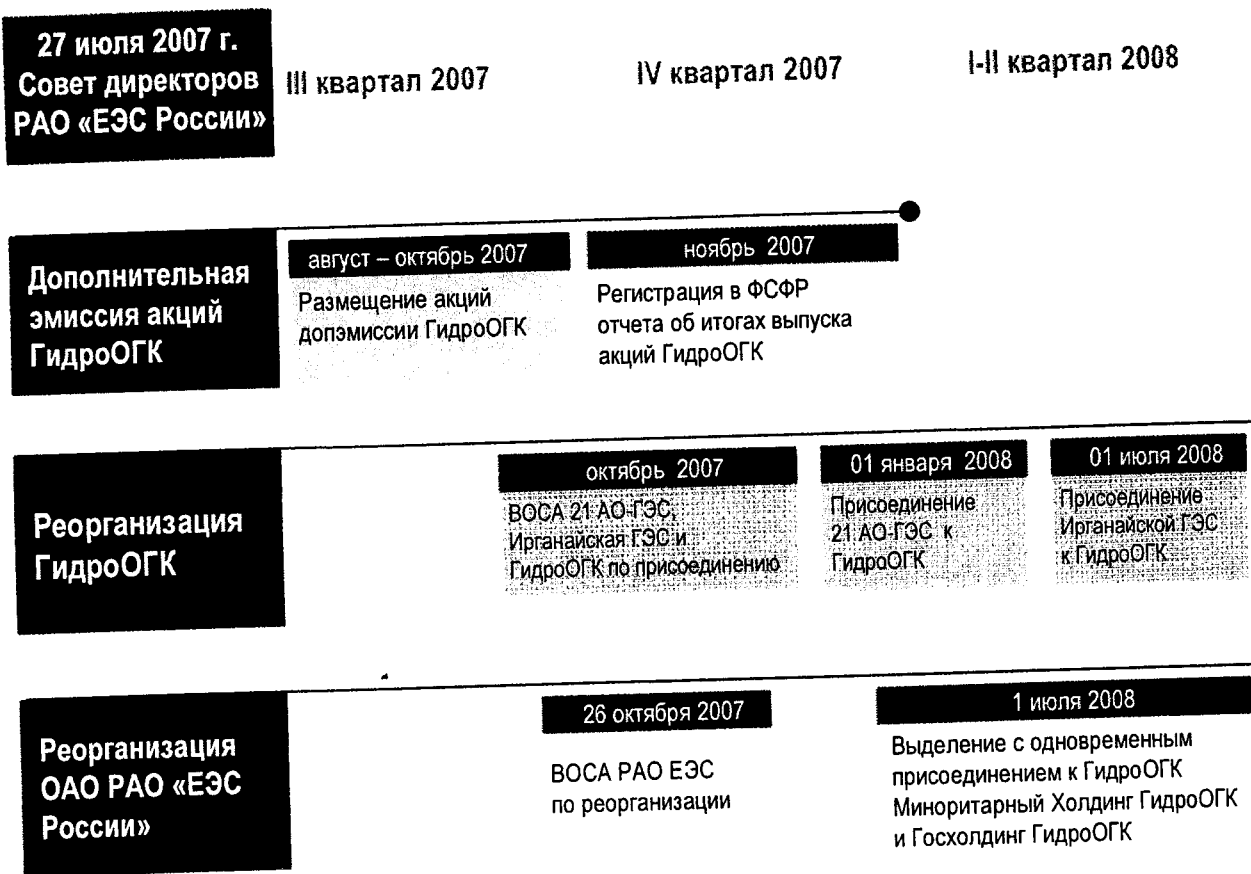 27 июля 2007 г.
Совет директоров
РАО «ЕЭС России»
III квартал 2007
IV квартал 2007
I-II квартал 2008
Дополнительная
эмиссия акций
ГидроОГК
август – октябрь 2007
Размещение акций
допэмиссии ГидроОГК
ноябрь 2007
Регистрация в ФСФР
отчета об итогах выпуска
акций ГидроОГК
Реорганизация
ГидроОГК
октябрь 2007
ВОСА 21 АО-ГЭС,
Ирганайская ГЭС и
ГидроОГК по присоединению
01 января 2008
Присоединение
21 АО-ГЭС к
ГидроОГК
01 июля 2008
Присоединение
Ирганайской ГЭС
к ГидроОГК
Реорганизация
ОАО РАО «ЕЭС
России»
26 октября 2007
ВОСА РАО ЕЭС
по реорганизации
1 июля 2008
Выделение с одновременным
присоединением к ГидроОГК
Миноритарный Холдинг ГидроОГК
и Госхолдинг ГидроОГК